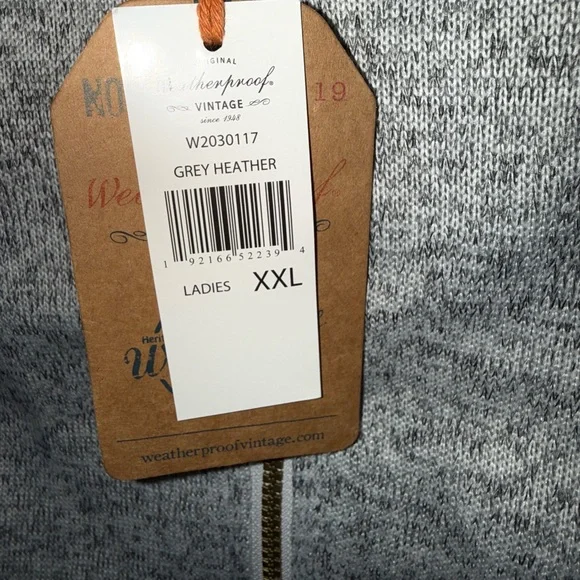 ORIGINAL
Weatherproof®
VINTAGE
since 1948
W2030117
GREY HEATHER
1 92166 52239 4
LADIES XXL
19
weatherproofvintage.com